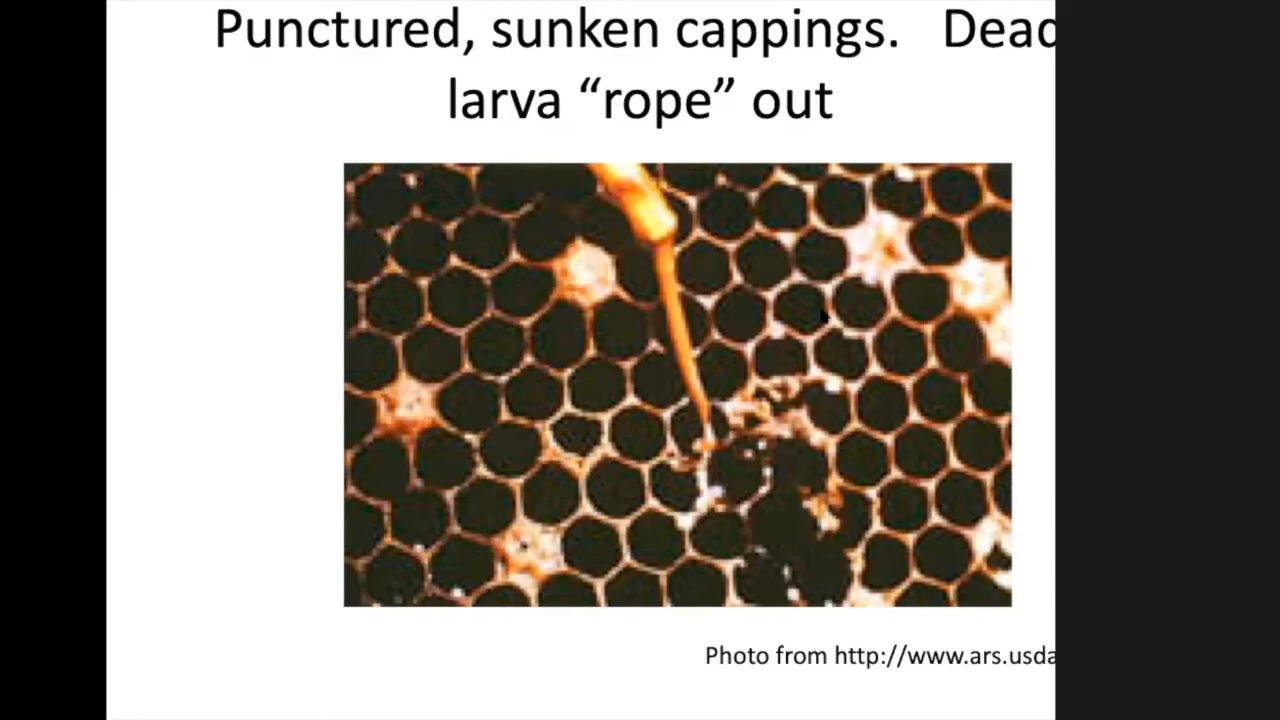 Punctured, sunken cappings. Dead
larva “rope” out
Photo from http://www.ars.usda